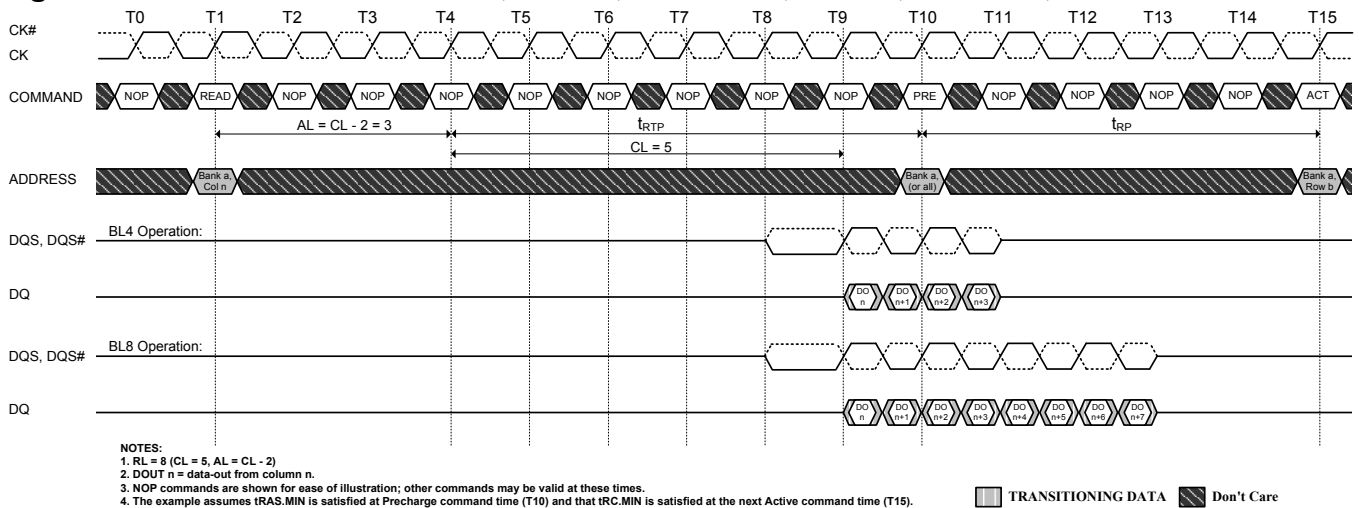 T0 T1 T2 T3 T4 T5 T6 T7 T8 T9 T10 T11 T12 T13 T14 T15
CK#
CK
COMMAND NOP READ NOP NOP NOP NOP NOP NOP NOP NOP PRE NOP NOP NOP NOP ACT
AL = CL - 2 = 3 tRTP tRP
CL = 5
ADDRESS Bank a, Col n Bank a, (or all) Bank a, Row b
BL4 Operation:
DQS, DQS#
DQ DO n DO n+1 DO n+2 DO n+3
BL8 Operation:
DQS, DQS#
DQ DO n DO n+1 DO n+2 DO n+3 DO n+4 DO n+5 DO n+6 DO n+7
NOTES:
1. RL = 8 (CL = 5, AL = CL - 2)
2. DOUT n = data-out from column n.
3. NOP commands are shown for ease of illustration; other commands may be valid at these times.
4. The example assumes tRAS.MIN is satisfied at Precharge command time (T10) and that tRC.MIN is satisfied at the next Active command time (T15).
TRANSITIONING DATA Don't Care